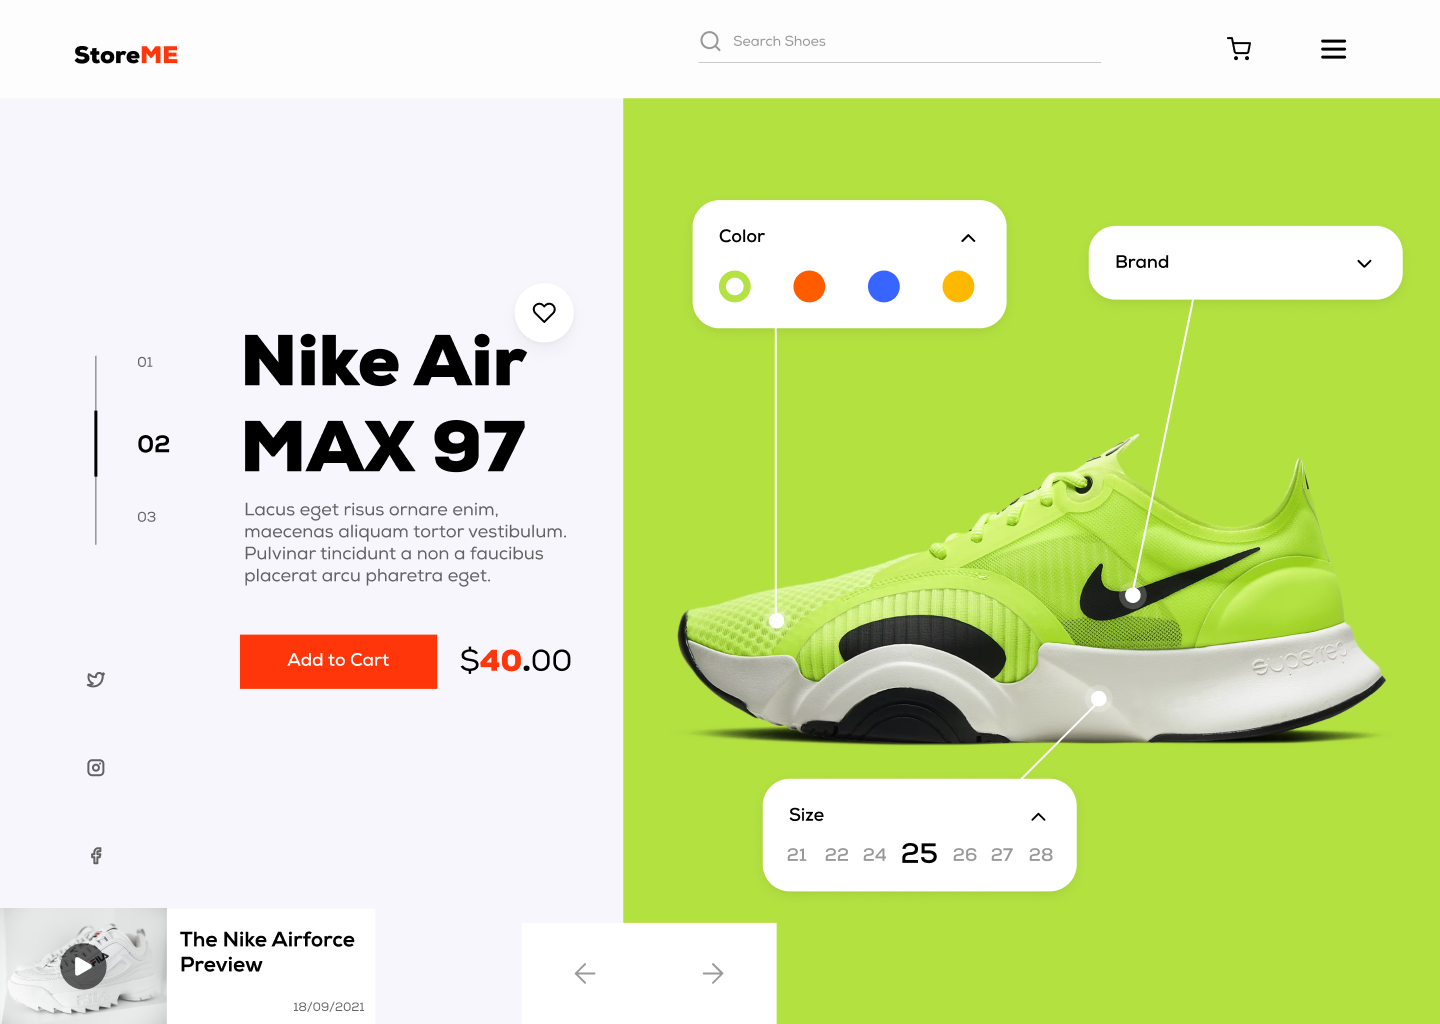 StoreME
Search Shoes
Color
Brand
Nike Air
MAX 97
01
02
03
Lacus eget risus ornare enim,
maecenas aliquam tortor vestibulum.
Pulvinar tincidunt a non a faucibus
placerat arcu pharetra eget.
Add to Cart
$40.00
superrep
Size
21 22 24 25 26 27 28
The Nike Airforce
Preview
18/09/2021
FILA